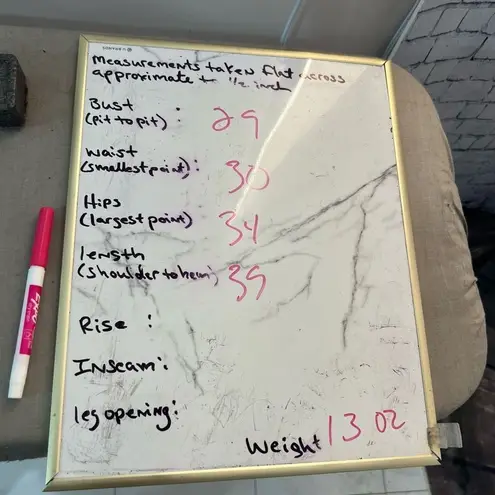 Measurements taken flat across
approximate + 1/2 inch
Bust
(pit to pit) : 29
Waist
(smallest point) : 30
Hips
(largest point) 34
length
(shoulder to hem) 39
Rise :
Inseam :
leg opening :
Weight 13 oz
EXPO